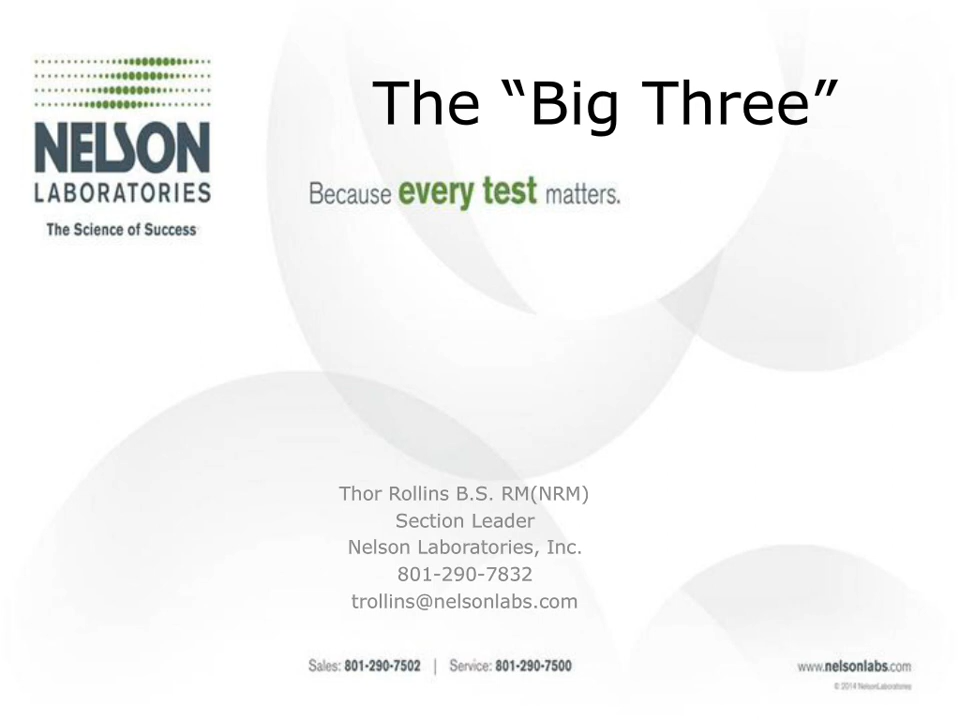 The “Big Three”
NELSON
LABORATORIES
The Science of Success
Because every test matters.
Thor Rollins B.S. RM(NRM)
Section Leader
Nelson Laboratories, Inc.
801-290-7832
trollins@nelsonlabs.com
Sales: 801-290-7502 | Service: 801-290-7500
www.nelsonlabs.com
© 2014 NelsonLaboratories